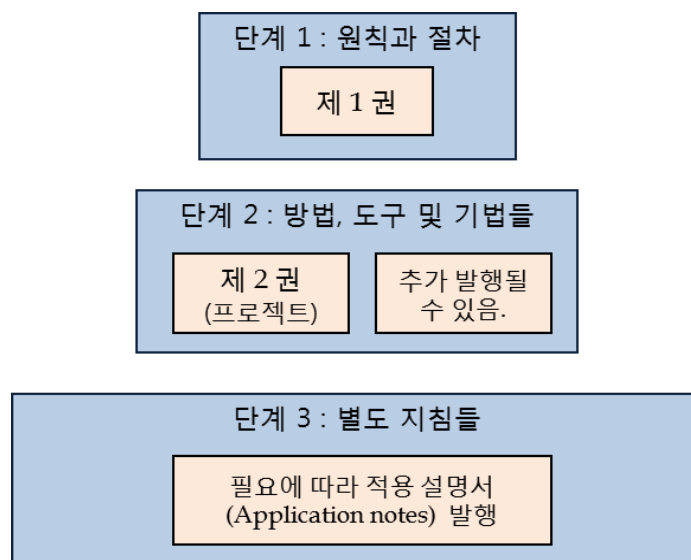 단계 1 : 원칙과 절차
제 1 권
단계 2 : 방법, 도구 및 기법들
제 2 권
(프로젝트)
추가 발행될
수 있음.
단계 3 : 별도 지침들
필요에 따라 적용 설명서
(Application notes) 발행